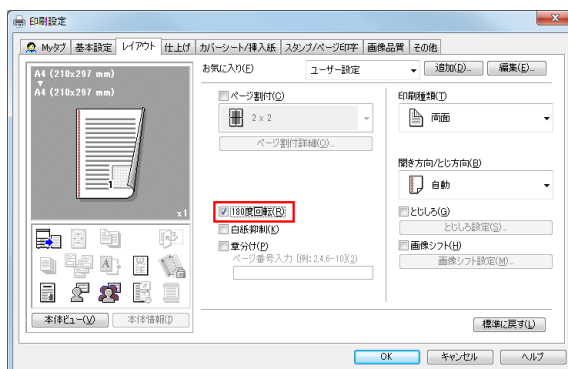 印刷設定
Myタブ 基本設定 レイアウト 仕上げ カバーシート/挿入紙 スタンプ/ページ印字 画像品質 その他
A4 (210x297 mm)
A4 (210x297 mm)
1
x1
本体ビュー(V) 本体情報(I)
お気に入り(F) ユーザー設定 追加(D)... 編集(E)...
ページ割付(C)
2 x 2
ページ割付詳細(O)...
180度回転(R)
白紙抑制(K)
章分け(P)
ページ番号入力 [例: 2,4,6-10](2)
印刷種類(T)
両面
開き方向/とじ方向(B)
自動
とじしろ(G)
とじしろ設定(S)...
画像シフト(H)
画像シフト設定(M)...
標準に戻す(L)
OK キャンセル ヘルプ